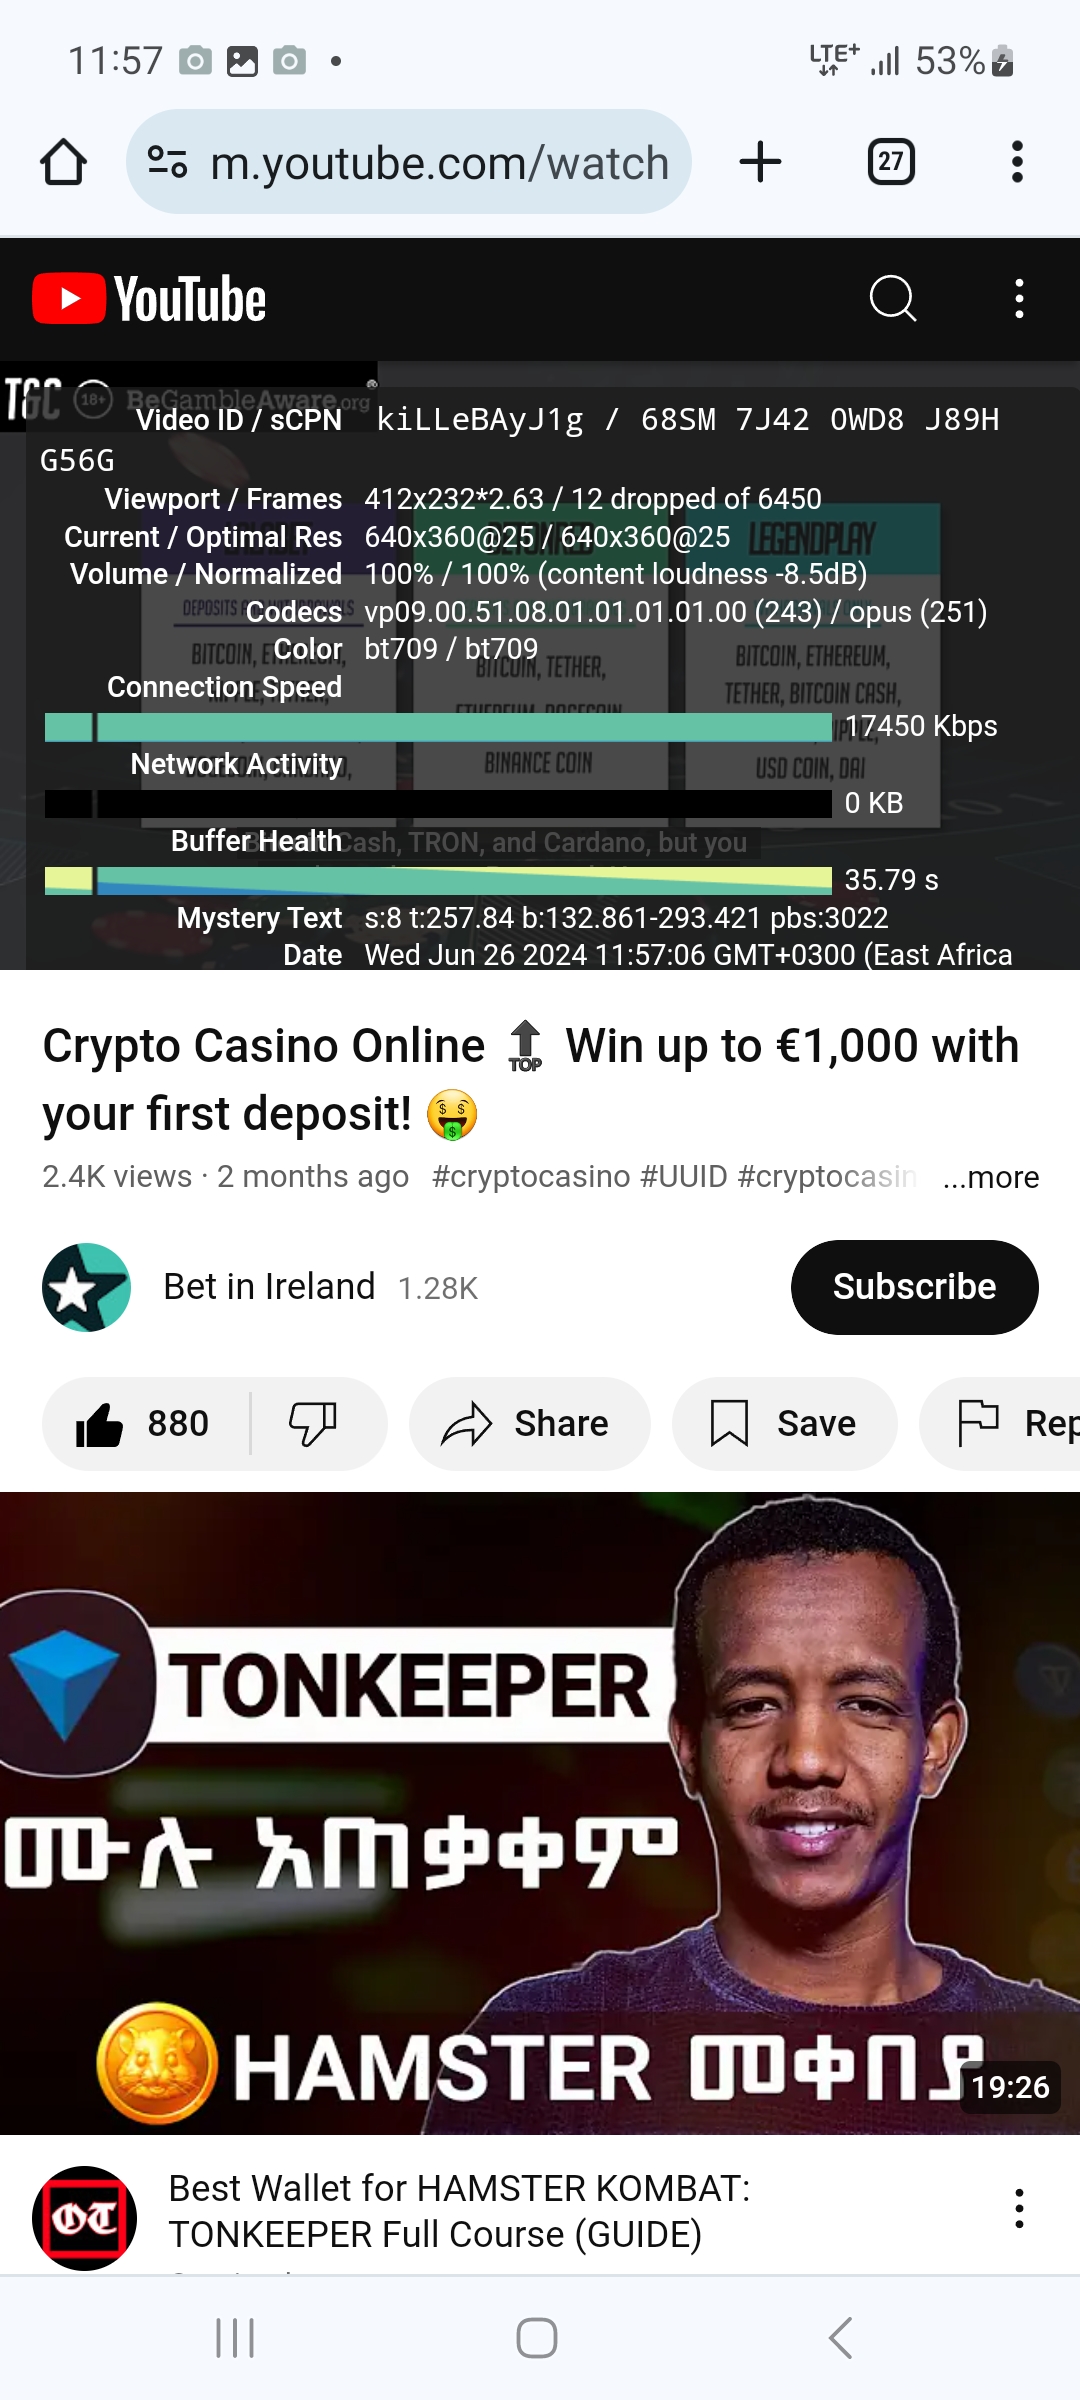 11:57 LTE+ 53%
m.youtube.com/watch 27
YouTube
T&C 18+ BeGambleAware.org
Video ID / sCPN kiLLeBAyJ1g / 68SM 7J42 OWD8 J89H
G56G
Viewport / Frames 412x232*2.63 / 12 dropped of 6450
Current / Optimal Res 640x360@25 / 640x360@25
LEGENDPLAY
Volume / Normalized 100% / 100% (content loudness -8.5dB)
DEPOSITS
Codecs vp09.00.51.08.01.01.01.01.00 (243) / opus (251)
Color bt709 / bt709
BITCOIN, ETHEREUM,
BITCOIN, TETHER,
BITCOIN, ETHEREUM,
Connection Speed
TETHER, BITCOIN CASH,
17450 Kbps
Network Activity
BINANCE COIN
USD COIN, DAI
0 KB
Buffer Health
Cash, TRON, and Cardano, but you
35.79 s
Mystery Text s:8 t:257.84 b:132.861-293.421 pbs:3022
Date Wed Jun 26 2024 11:57:06 GMT+0300 (East Africa
Crypto Casino Online 🔝 Win up to €1,000 with
your first deposit! 🤑
2.4K views · 2 months ago #cryptocasino #UUID #cryptocasin ...more
Bet in Ireland 1.28K Subscribe
880 Share Save Rep
TONKEEPER
ሙሉ አጠቃቀም
HAMSTER መቀበያ
19:26
OT
Best Wallet for HAMSTER KOMBAT:
TONKEEPER Full Course (GUIDE)